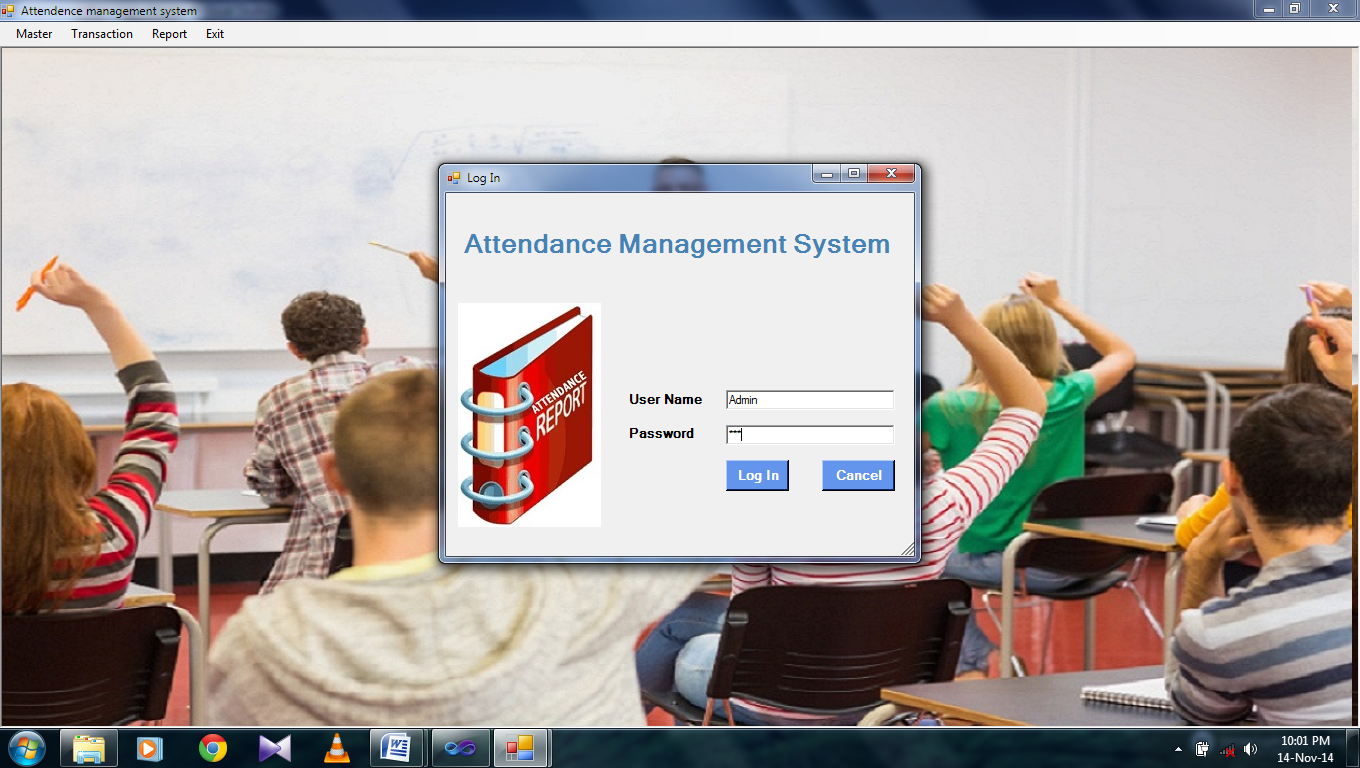 Attendence management system
Master Transaction Report Exit
Log In
Attendance Management System
ATTENDANCE
REPORT
User Name Admin
Password ***
Log In Cancel
10:01 PM
14-Nov-14